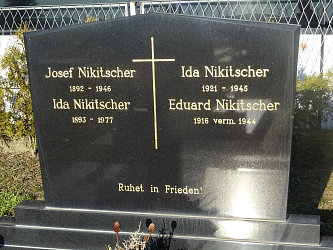 Josef Nikitscher
1892 - 1946
Ida Nikitscher
1893 - 1977
Ida Nikitscher
1921 - 1945
Eduard Nikitscher
1916 verm. 1944
Ruhet in Frieden!